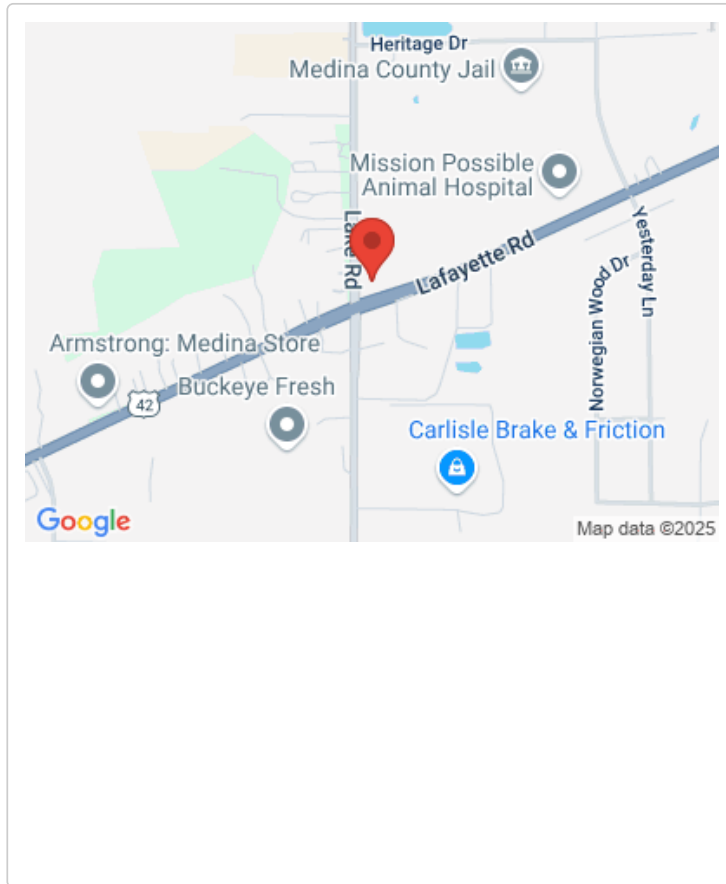 Heritage Dr
Medina County Jail
Mission Possible
Animal Hospital
Lake Rd
Lafayette Rd
Yesterday Ln
Norwegian Wood Dr
Armstrong: Medina Store
42
Buckeye Fresh
Carlisle Brake & Friction
Google
Map data ©2025